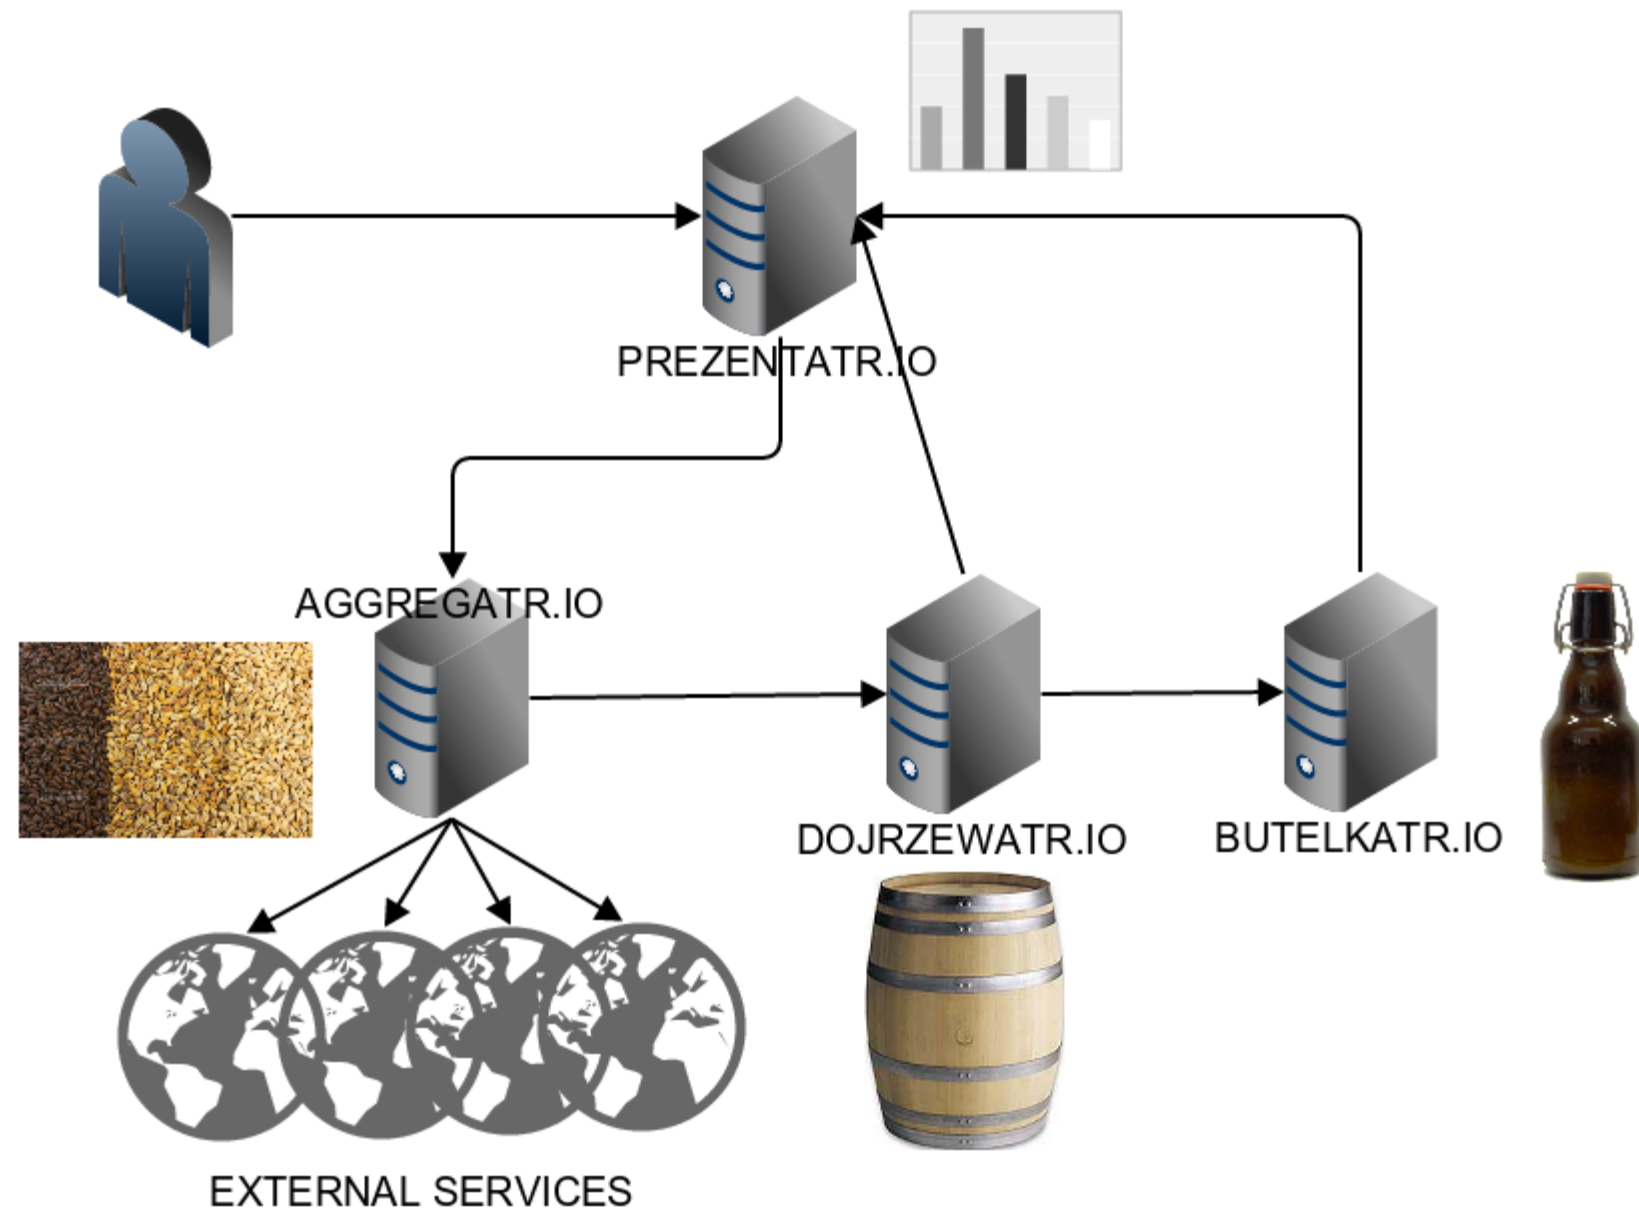 PREZENTATR.IO
AGGREGATR.IO
DOJRZEWATR.IO
BUTELKATR.IO
EXTERNAL SERVICES